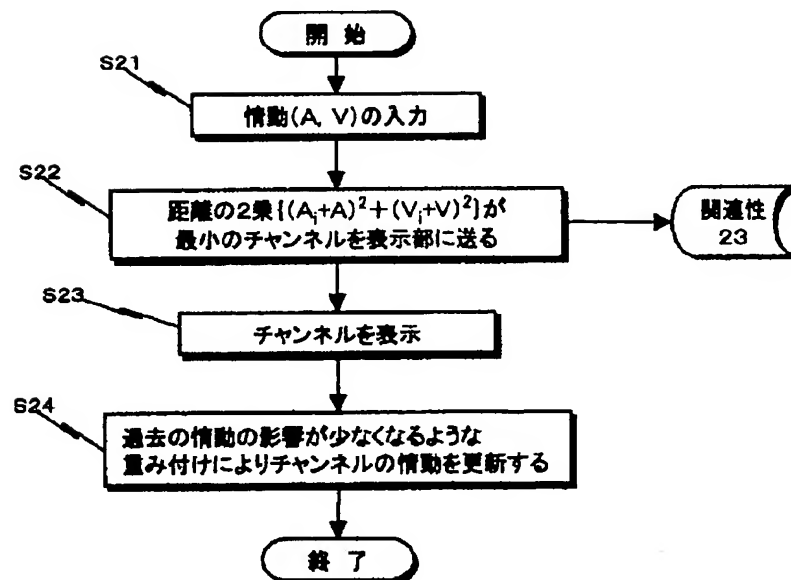 開 始
S21
情動(A, V)の入力
S22
距離の2乗{(Aᵢ+A)²+(Vᵢ+V)²}が
最小のチャンネルを表示部に送る
関連性
23
S23
チャンネルを表示
S24
過去の情動の影響が少なくなるような
重み付けによりチャンネルの情動を更新する
終 了